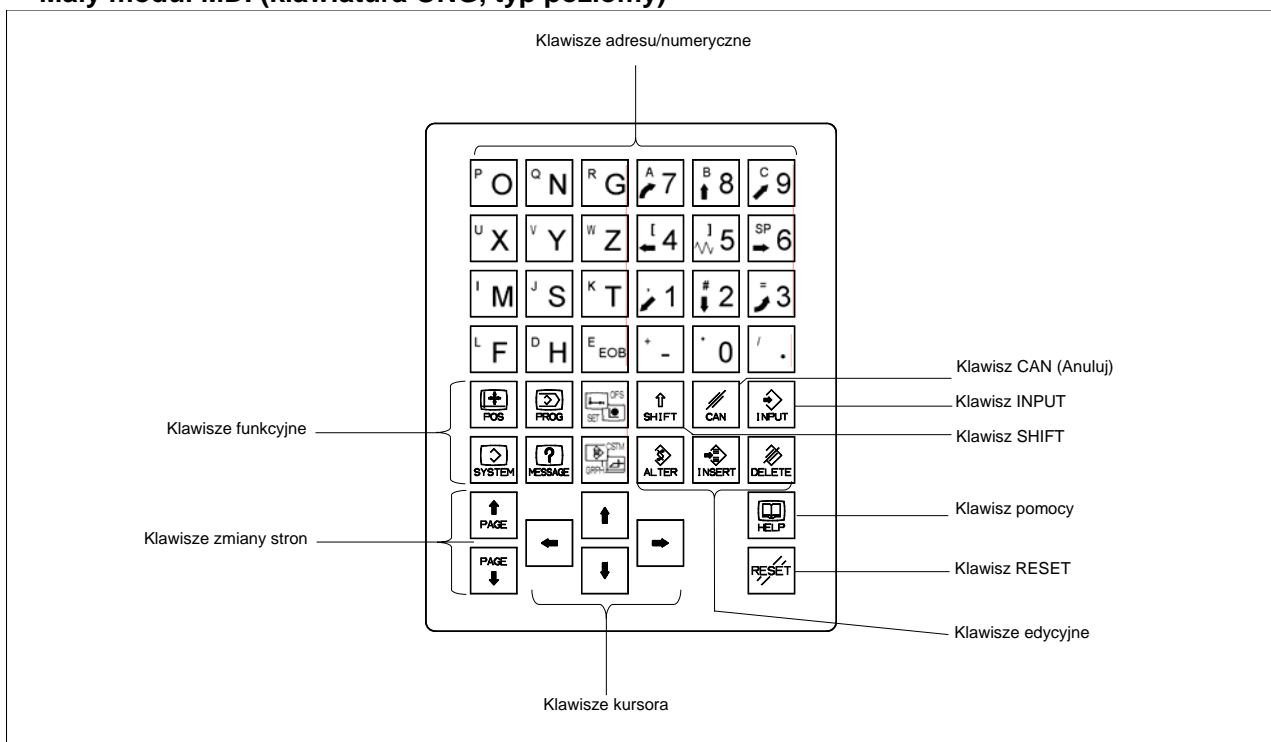 Mały moduł MDI (klawiatura ONG, typ poziomy)
Klawisze adresu/numeryczne
P O Q N R G A 7 B 8 C 9
U X V Y W Z [ 4 ] 5 SP 6
I M J S K T , 1 # 2 = 3
L F D H E EOB + - * 0 / .
Klawisz CAN (Anuluj)
POS PROG OFS SET SHIFT CAN INPUT
Klawisz INPUT
Klawisze funkcyjne
Klawisz SHIFT
SYSTEM MESSAGE CSTM GRPH ALTER INSERT DELETE
PAGE
HELP
Klawisz pomocy
Klawisze zmiany stron
PAGE
RESET
Klawisz RESET
Klawisze edycyjne
Klawisze kursora